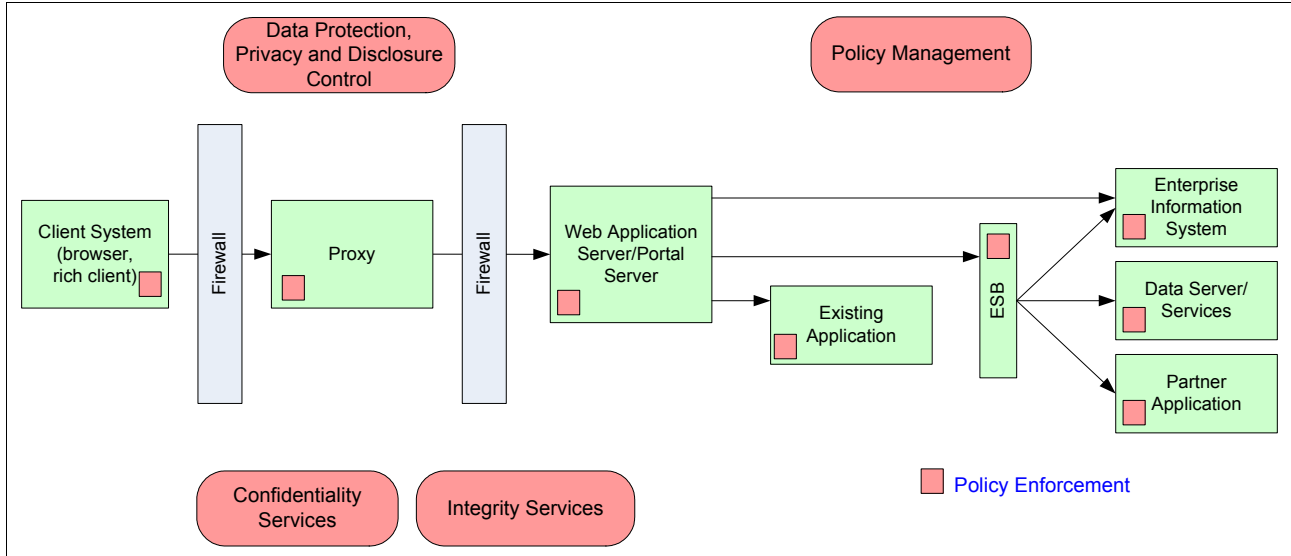 Data Protection,
Privacy and Disclosure
Control
Policy Management
Client System
(browser,
rich client)
Firewall
Proxy
Firewall
Web Application
Server/Portal
Server
Existing
Application
ESB
Enterprise
Information
System
Data Server/
Services
Partner
Application
Confidentiality
Services
Integrity Services
Policy Enforcement